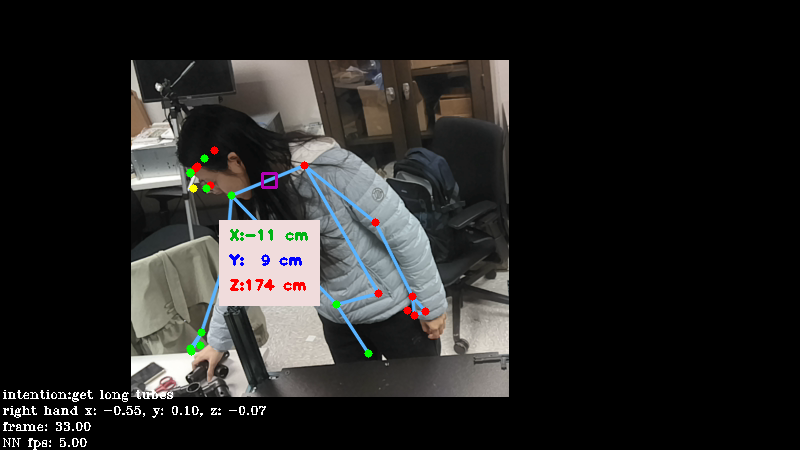 X:-11 cm
Y: 9 cm
Z:174 cm
intention:get long tubes
right hand x: -0.55, y: 0.10, z: -0.07
frame: 33.00
NN fps: 5.00